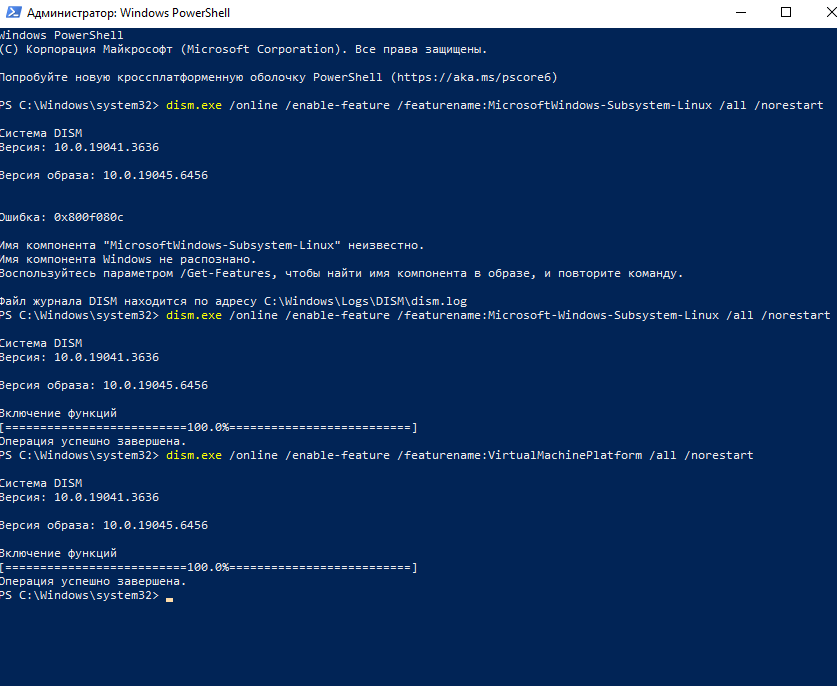 Администратор: Windows PowerShell
Windows PowerShell
(C) Корпорация Майкрософт (Microsoft Corporation). Все права защищены.
Попробуйте новую кроссплатформенную оболочку PowerShell (https://aka.ms/pscore6)
PS C:\Windows\system32> dism.exe /online /enable-feature /featurename:MicrosoftWindows-Subsystem-Linux /all /norestart
Cистема DISM
Версия: 10.0.19041.3636
Версия образа: 10.0.19045.6456
Ошибка: 0x800f080c
Имя компонента "MicrosoftWindows-Subsystem-Linux" неизвестно.
Имя компонента Windows не распознано.
Воспользуйтесь параметром /Get-Features, чтобы найти имя компонента в образе, и повторите команду.
Файл журнала DISM находится по адресу C:\Windows\Logs\DISM\dism.log
PS C:\Windows\system32> dism.exe /online /enable-feature /featurename:Microsoft-Windows-Subsystem-Linux /all /norestart
Cистема DISM
Версия: 10.0.19041.3636
Версия образа: 10.0.19045.6456
Включение функций
[==========================100.0%==========================]
Операция успешно завершена.
PS C:\Windows\system32> dism.exe /online /enable-feature /featurename:VirtualMachinePlatform /all /norestart
Cистема DISM
Версия: 10.0.19041.3636
Версия образа: 10.0.19045.6456
Включение функций
[==========================100.0%==========================]
Операция успешно завершена.
PS C:\Windows\system32>